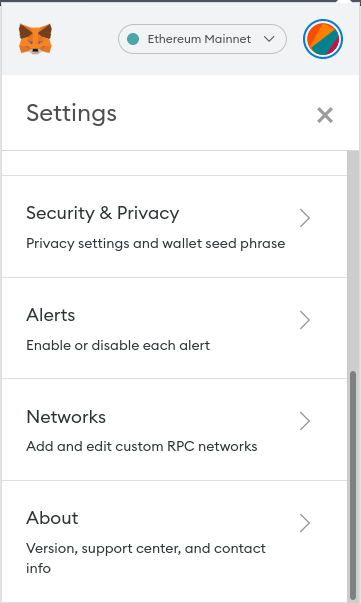 Ethereum Mainnet
Settings
Security & Privacy
Privacy settings and wallet seed phrase
Alerts
Enable or disable each alert
Networks
Add and edit custom RPC networks
About
Version, support center, and contact
info